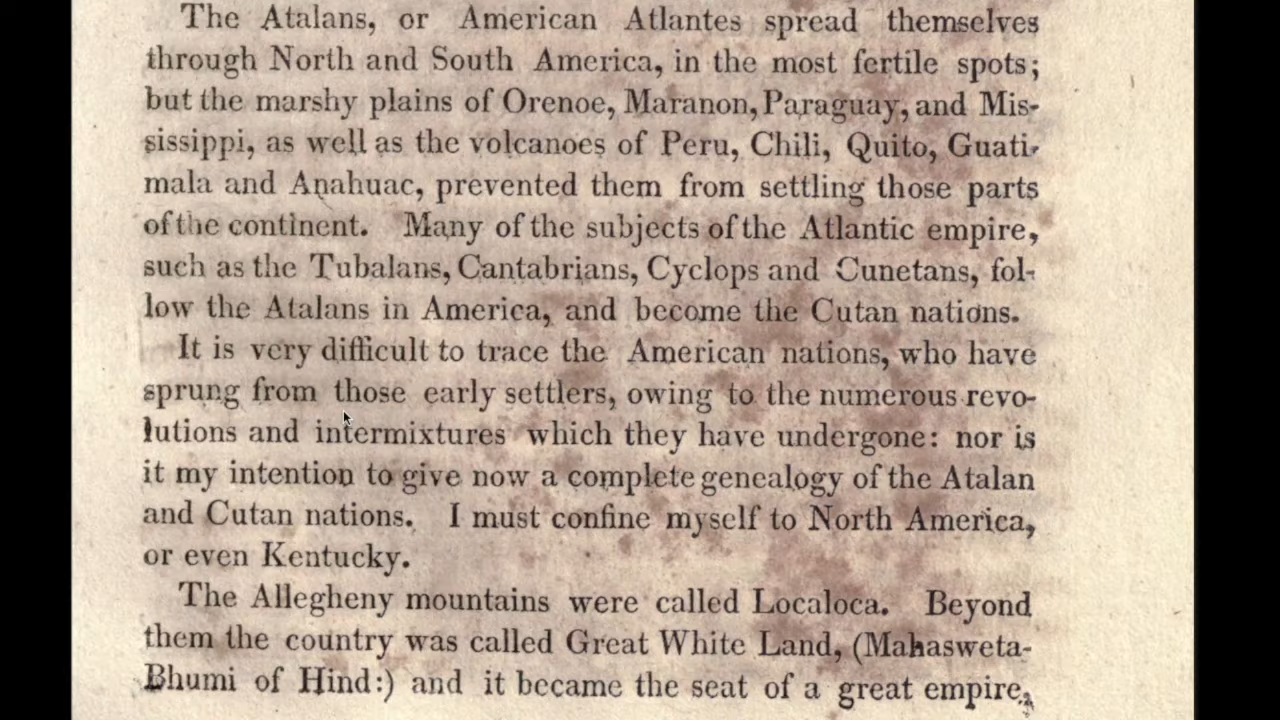 The Atalans, or American Atlantes spread themselves
through North and South America, in the most fertile spots;
but the marshy plains of Orenoe, Maranon, Paraguay, and Mis-
sissippi, as well as the volcanoes of Peru, Chili, Quito, Guati-
mala and Anahuac, prevented them from settling those parts
of the continent. Many of the subjects of the Atlantic empire,
such as the Tubalans, Cantabrians, Cyclops and Cunetans, fol-
low the Atalans in America, and become the Cutan nations.
It is very difficult to trace the American nations, who have
sprung from those early settlers, owing to the numerous revo-
lutions and intermixtures which they have undergone: nor is
it my intention to give now a complete genealogy of the Atalan
and Cutan nations. I must confine myself to North America,
or even Kentucky.
The Allegheny mountains were called Localoca. Beyond
them the country was called Great White Land, (Mahasweta-
Bhumi of Hind:) and it became the seat of a great empire,